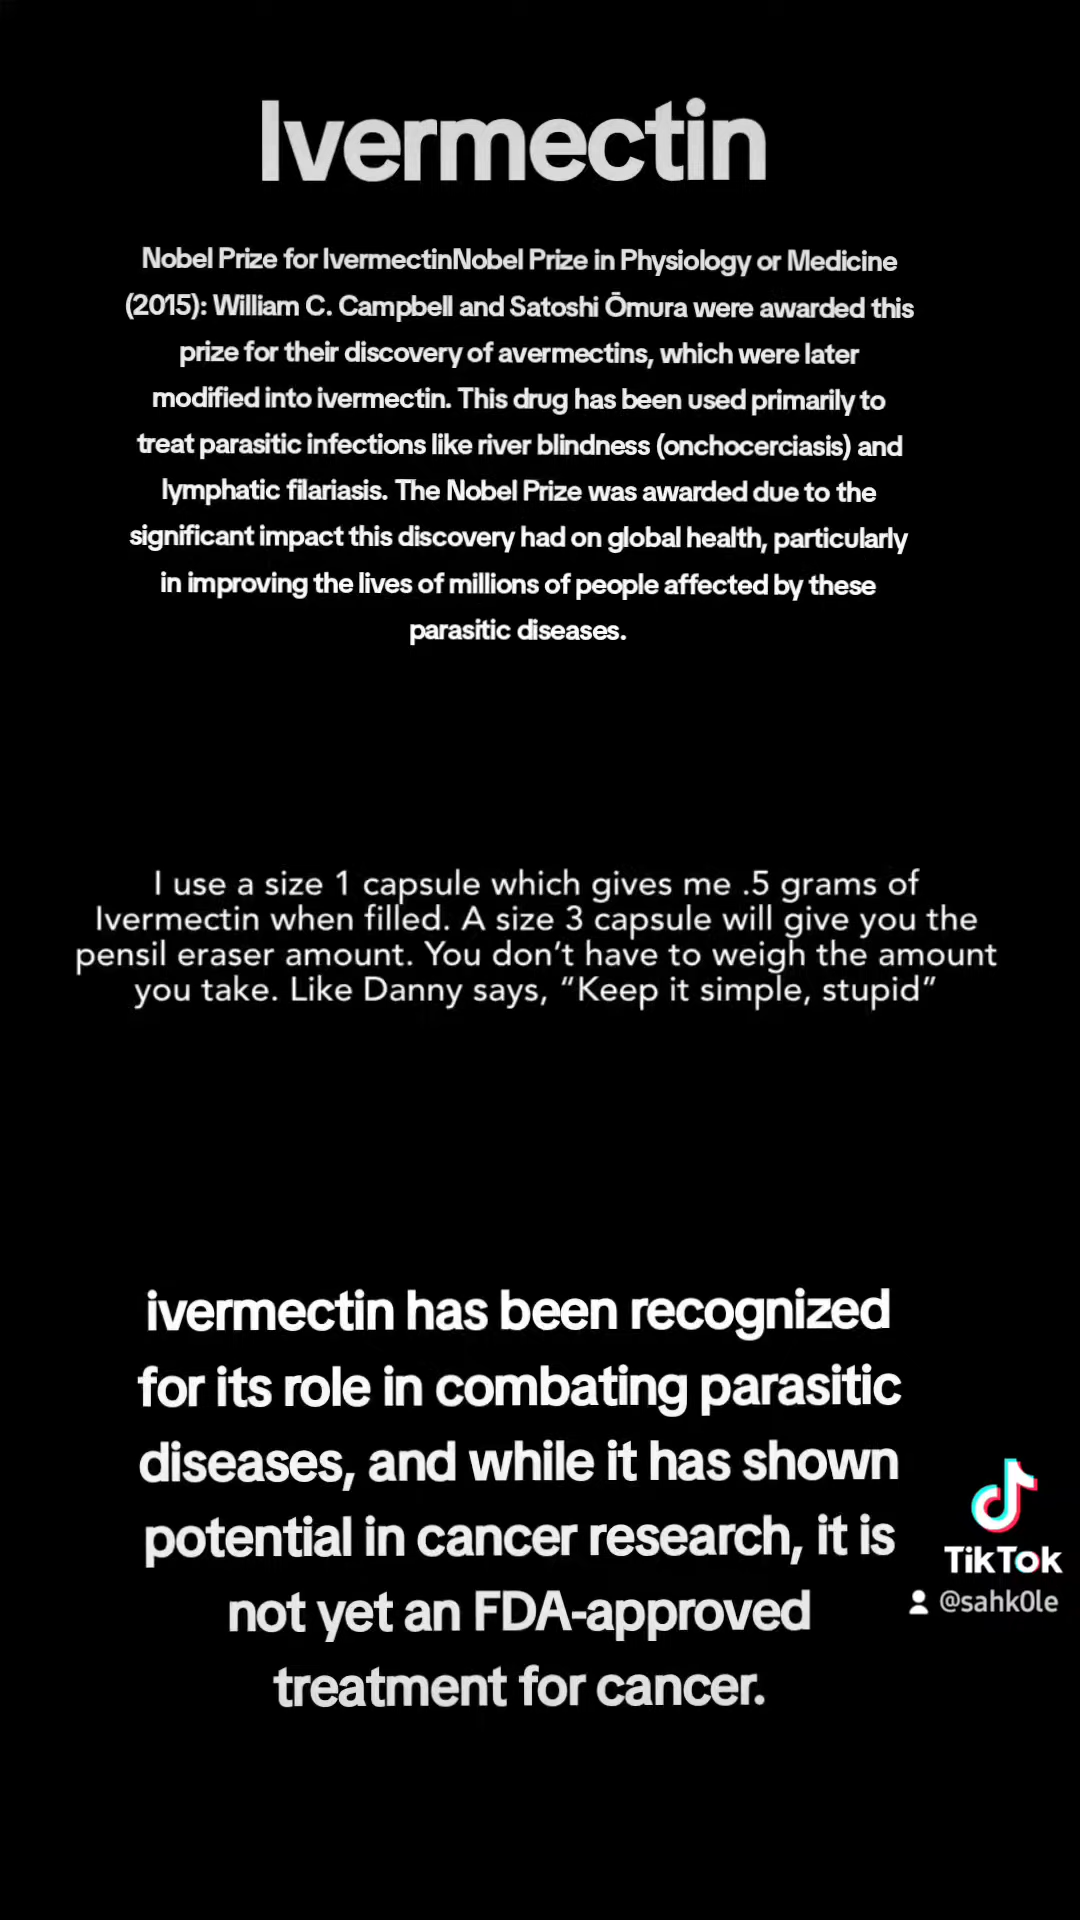 Ivermectin
Nobel Prize for IvermectinNobel Prize in Physiology or Medicine
(2015): William C. Campbell and Satoshi Ōmura were awarded this
prize for their discovery of avermectins, which were later
modified into ivermectin. This drug has been used primarily to
treat parasitic infections like river blindness (onchocerciasis) and
lymphatic filariasis. The Nobel Prize was awarded due to the
significant impact this discovery had on global health, particularly
in improving the lives of millions of people affected by these
parasitic diseases.
I use a size 1 capsule which gives me .5 grams of
Ivermectin when filled. A size 3 capsule will give you the
pensil eraser amount. You don’t have to weigh the amount
you take. Like Danny says, “Keep it simple, stupid”
ivermectin has been recognized
for its role in combating parasitic
diseases, and while it has shown
potential in cancer research, it is
not yet an FDA-approved
treatment for cancer.
TikTok
@sahk0le